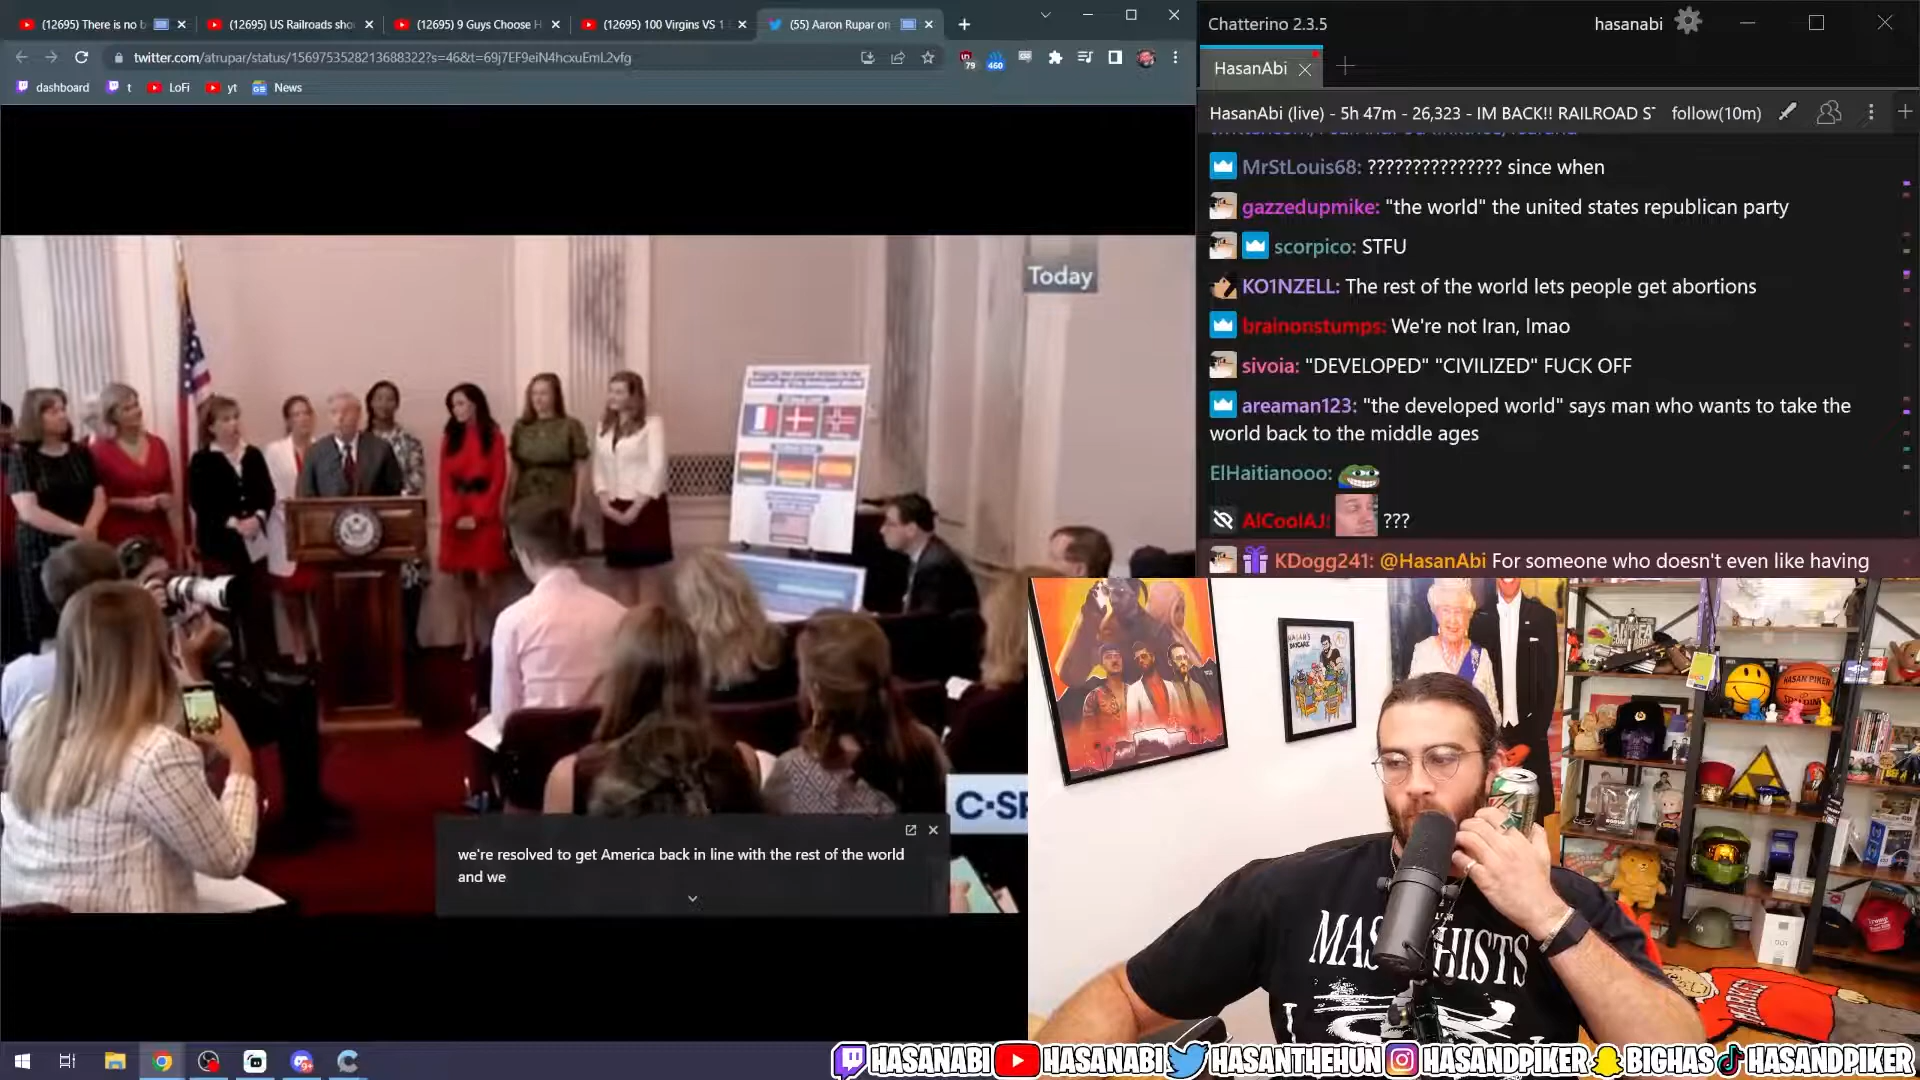 (12695) There is no b
(12695) US Railroads sho
(12695) 9 Guys Choose H
(12695) 100 Virgins VS 1
(55) Aaron Rupar on
twitter.com/atrupar/status/1569753528213688322?s=46&t=69j7EF9eiN4hcxuEmL2vfg
79
460
dashboard
t
LoFi
yt
News
Today
C-SP
we're resolved to get America back in line with the rest of the world
and we
Chatterino 2.3.5
hasanabi
HasanAbi
HasanAbi (live) - 5h 47m - 26,323 - IM BACK!! RAILROAD ST
follow(10m)
MrStLouis68: ??????????????? since when
gazzedupmike: "the world" the united states republican party
scorpico: STFU
KO1NZELL: The rest of the world lets people get abortions
brainonstumps: We're not Iran, lmao
sivoia: "DEVELOPED" "CIVILIZED" FUCK OFF
areaman123: "the developed world" says man who wants to take the
world back to the middle ages
ElHaitianooo:
AlCoolAJ: ???
KDogg241: @HasanAbi For someone who doesn't even like having
HASAN PIKER
SPALDING
HASANABI
HASANABI
HASANTHEHUN
HASANDPIKER
BIGHAS
HASANDPIKER